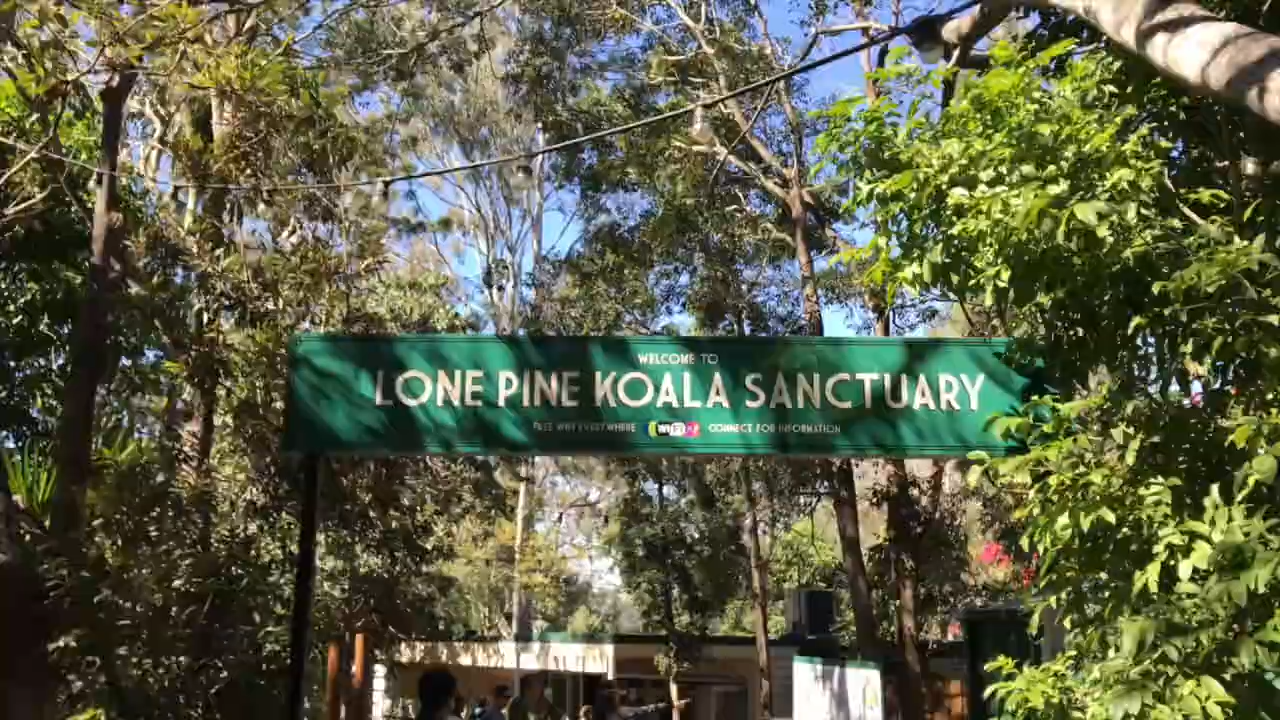 WELCOME TO
LONE PINE KOALA SANCTUARY
FREE WIFI EVERYWHERE WiFi CONNECT FOR INFORMATION